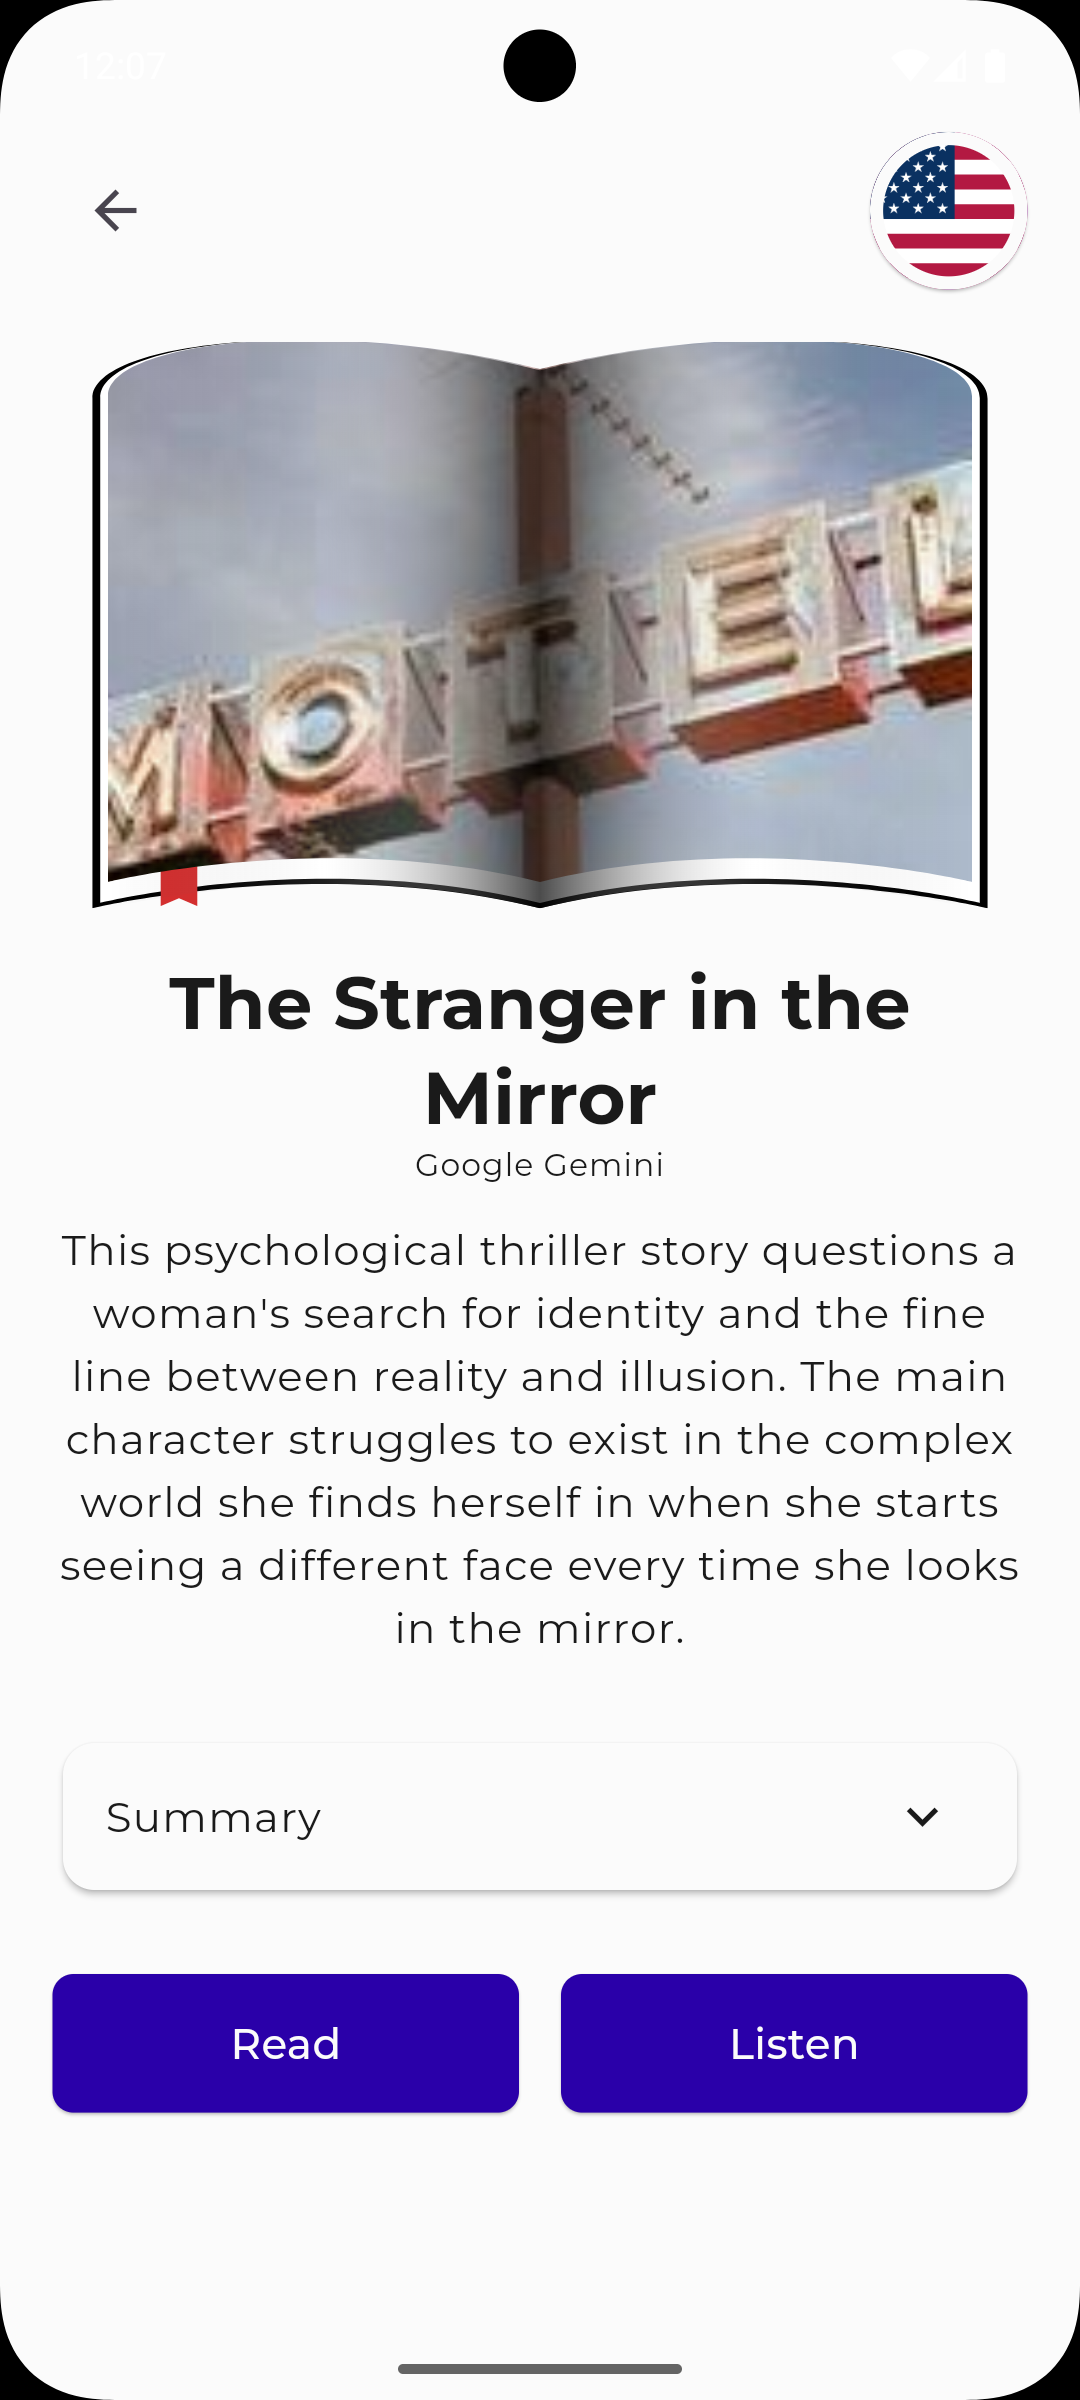 12:07
MOTEL
The Stranger in the
Mirror
Google Gemini
This psychological thriller story questions a
woman's search for identity and the fine
line between reality and illusion. The main
character struggles to exist in the complex
world she finds herself in when she starts
seeing a different face every time she looks
in the mirror.
Summary
Read
Listen